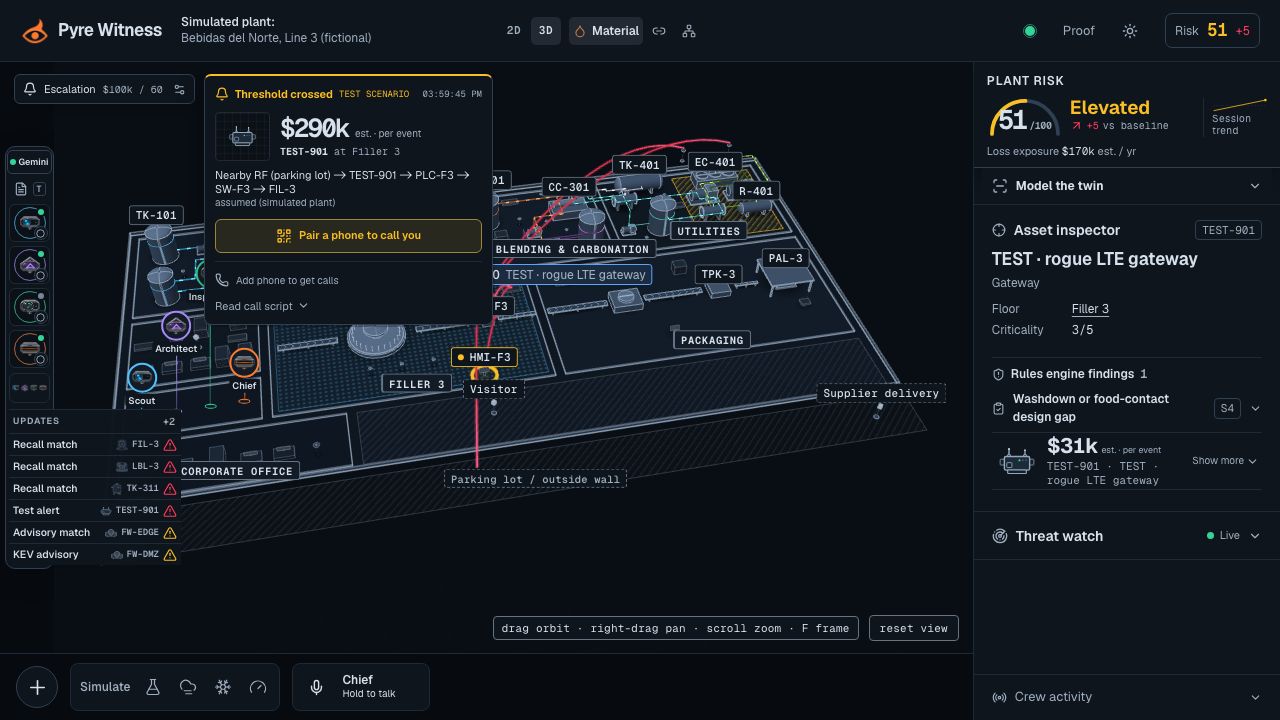 Pyre Witness
Simulated plant:
Bebidas del Norte, Line 3 (fictional)
2D
3D
Material
Proof
Risk 51 +5
Escalation $100k / 60
Threshold crossed TEST SCENARIO 03:59:45 PM
$290k est. · per event
TEST-901 at Filler 3
Nearby RF (parking lot) → TEST-901 → PLC-F3 →
SW-F3 → FIL-3
assumed (simulated plant)
Pair a phone to call you
Add phone to get calls
Read call script
Gemini
T
TK-101
CC-301
TK-401
EC-401
R-401
UTILITIES
BLENDING & CARBONATION
TEST · rogue LTE gateway
TPK-3
PAL-3
PACKAGING
HMI-F3
FILLER 3
Visitor
Supplier delivery
Parking lot / outside wall
CORPORATE OFFICE
Architect
Chief
Scout
UPDATES +2
Recall match FIL-3
Recall match LBL-3
Recall match TK-311
Test alert TEST-901
Advisory match FW-EDGE
KEV advisory FW-DMZ
drag orbit · right-drag pan · scroll zoom · F frame
reset view
Simulate
Chief
Hold to talk
PLANT RISK
51 /100
Elevated
+5 vs baseline
Session
trend
Loss exposure $170k est. / yr
Model the twin
Asset inspector TEST-901
TEST · rogue LTE gateway
Gateway
Floor Filler 3
Criticality 3/5
Rules engine findings 1
Washdown or food-contact
design gap S4
$31k est. · per event
TEST-901 · TEST ·
rogue LTE gateway
Show more
Threat watch Live
Crew activity